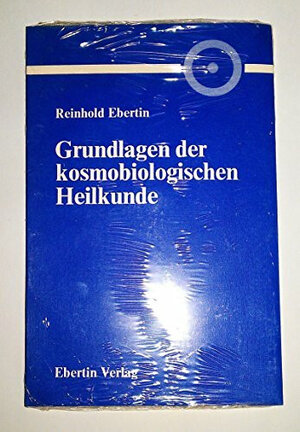 Reinhold Ebertin
Grundlagen der
kosmobiologischen
Heilkunde
Ebertin Verlag